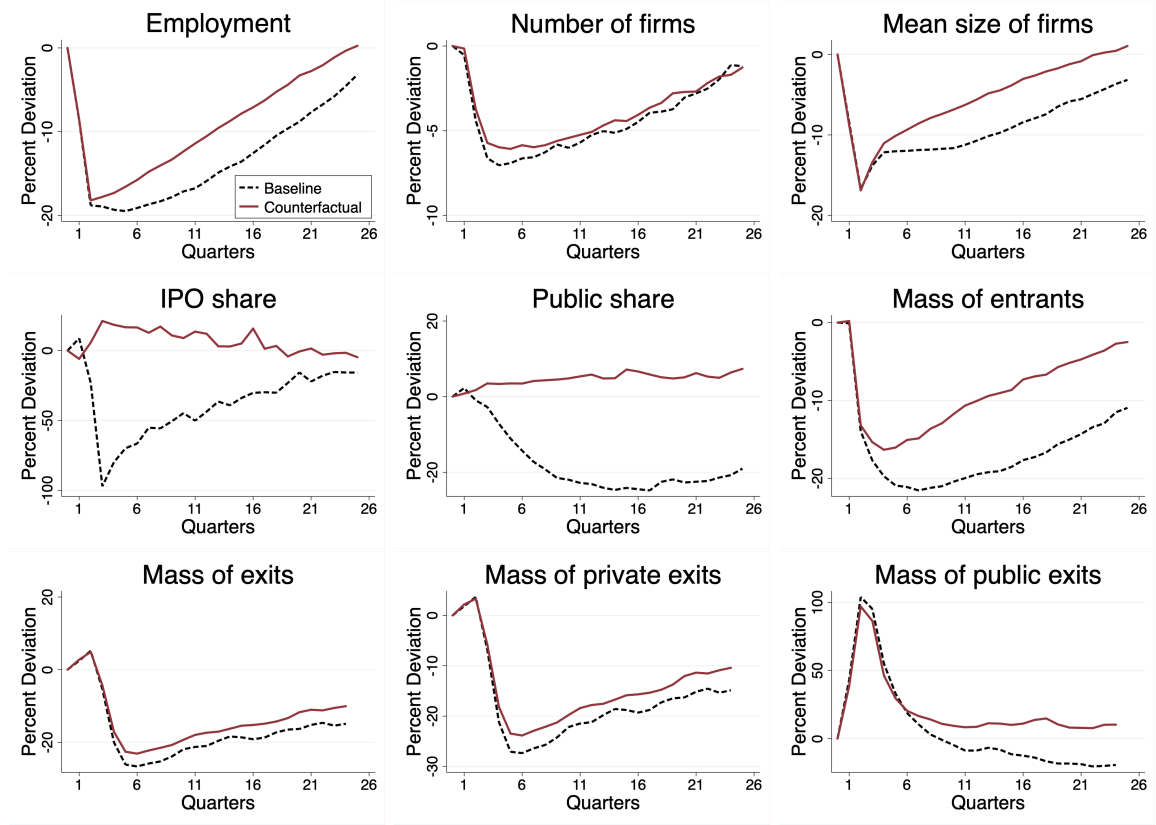 Employment
Percent Deviation
0
-10
-20
Baseline
Counterfactual
1 6 11 16 21 26
Quarters
Number of firms
Percent Deviation
0
-5
-10
1 6 11 16 21 26
Quarters
Mean size of firms
Percent Deviation
0
-10
-20
1 6 11 16 21 26
Quarters
IPO share
Percent Deviation
0
-50
-100
1 6 11 16 21 26
Quarters
Public share
Percent Deviation
20
0
-20
1 6 11 16 21 26
Quarters
Mass of entrants
Percent Deviation
0
-10
-20
1 6 11 16 21 26
Quarters
Mass of exits
Percent Deviation
20
0
-20
1 6 11 16 21 26
Quarters
Mass of private exits
Percent Deviation
0
-10
-20
-30
1 6 11 16 21 26
Quarters
Mass of public exits
Percent Deviation
100
50
0
1 6 11 16 21 26
Quarters